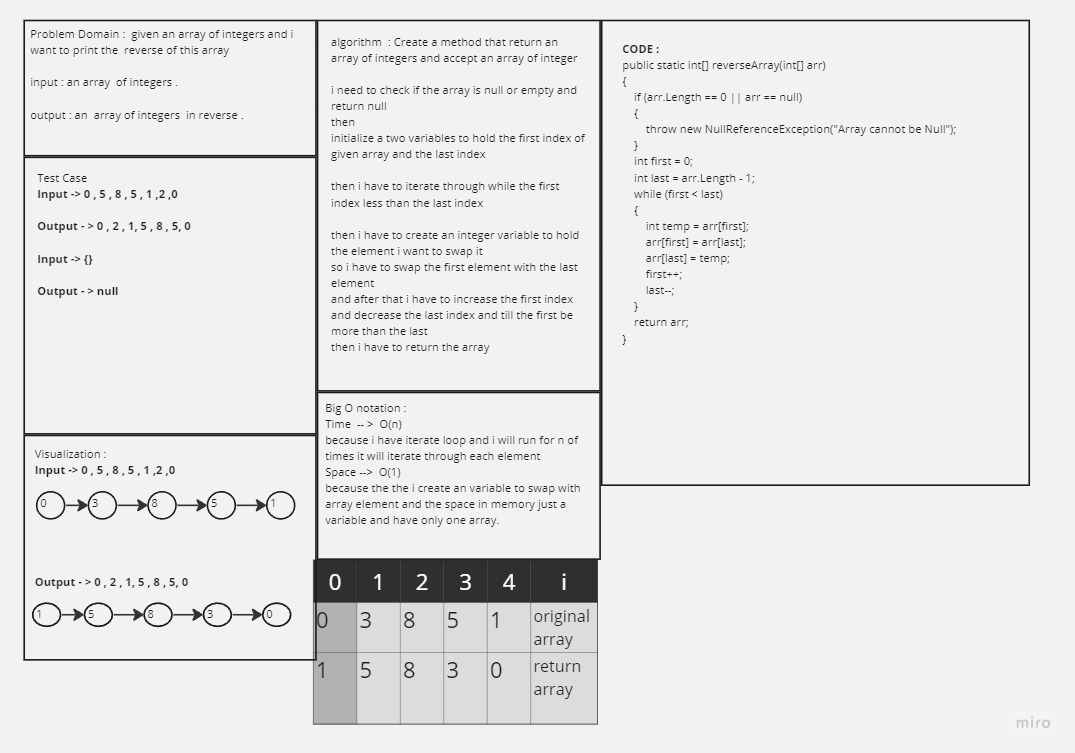 Problem Domain : given an array of integers and i
want to print the reverse of this array
input : an array of integers .
output : an array of integers in reverse .
Test Case
Input -> 0 , 5 , 8 , 5 , 1 ,2 ,0
Output - > 0 , 2 , 1, 5 , 8 , 5, 0
Input -> {}
Output - > null
Visualization :
Input -> 0 , 5 , 8 , 5 , 1 ,2 ,0
0 3 8 5 1
Output - > 0 , 2 , 1, 5 , 8 , 5, 0
1 5 8 3 0
algorithm : Create a method that return an
array of integers and accept an array of integer
i need to check if the array is null or empty and
return null
then
initialize a two variables to hold the first index of
given array and the last index
then i have to iterate through while the first
index less than the last index
then i have to create an integer variable to hold
the element i want to swap it
so i have to swap the first element with the last
element
and after that i have to increase the first index
and decrease the last index and till the first be
more than the last
then i have to return the array
Big O notation :
Time -- > O(n)
because i have iterate loop and i will run for n of
times it will iterate through each element
Space --> O(1)
because the the i create an variable to swap with
array element and the space in memory just a
variable and have only one array.
0 1 2 3 4 i
0 3 8 5 1 original
array
1 5 8 3 0 return
array
CODE :
public static int[] reverseArray(int[] arr)
{
if (arr.Length == 0 || arr == null)
{
throw new NullReferenceException("Array cannot be Null");
}
int first = 0;
int last = arr.Length - 1;
while (first < last)
{
int temp = arr[first];
arr[first] = arr[last];
arr[last] = temp;
first++;
last--;
}
return arr;
}
miro